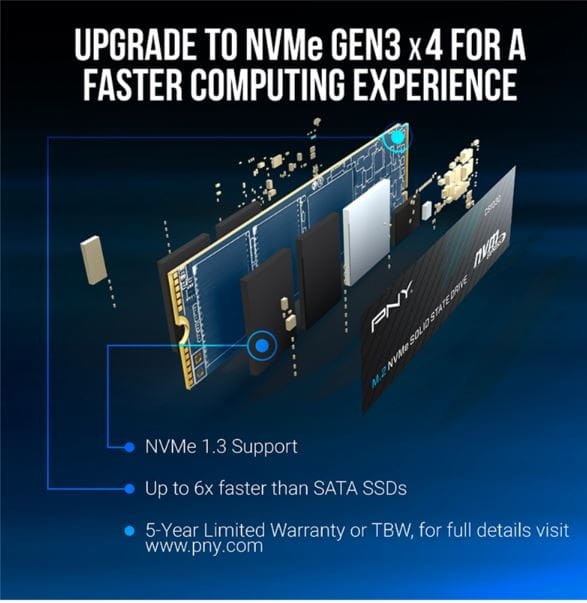 UPGRADE TO NVMe GEN3 x4 FOR A
FASTER COMPUTING EXPERIENCE
PNY
M.2 NVMe SOLID STATE DRIVE
nvm
NVMe 1.3 Support
Up to 6x faster than SATA SSDs
5-Year Limited Warranty or TBW, for full details visit
www.pny.com